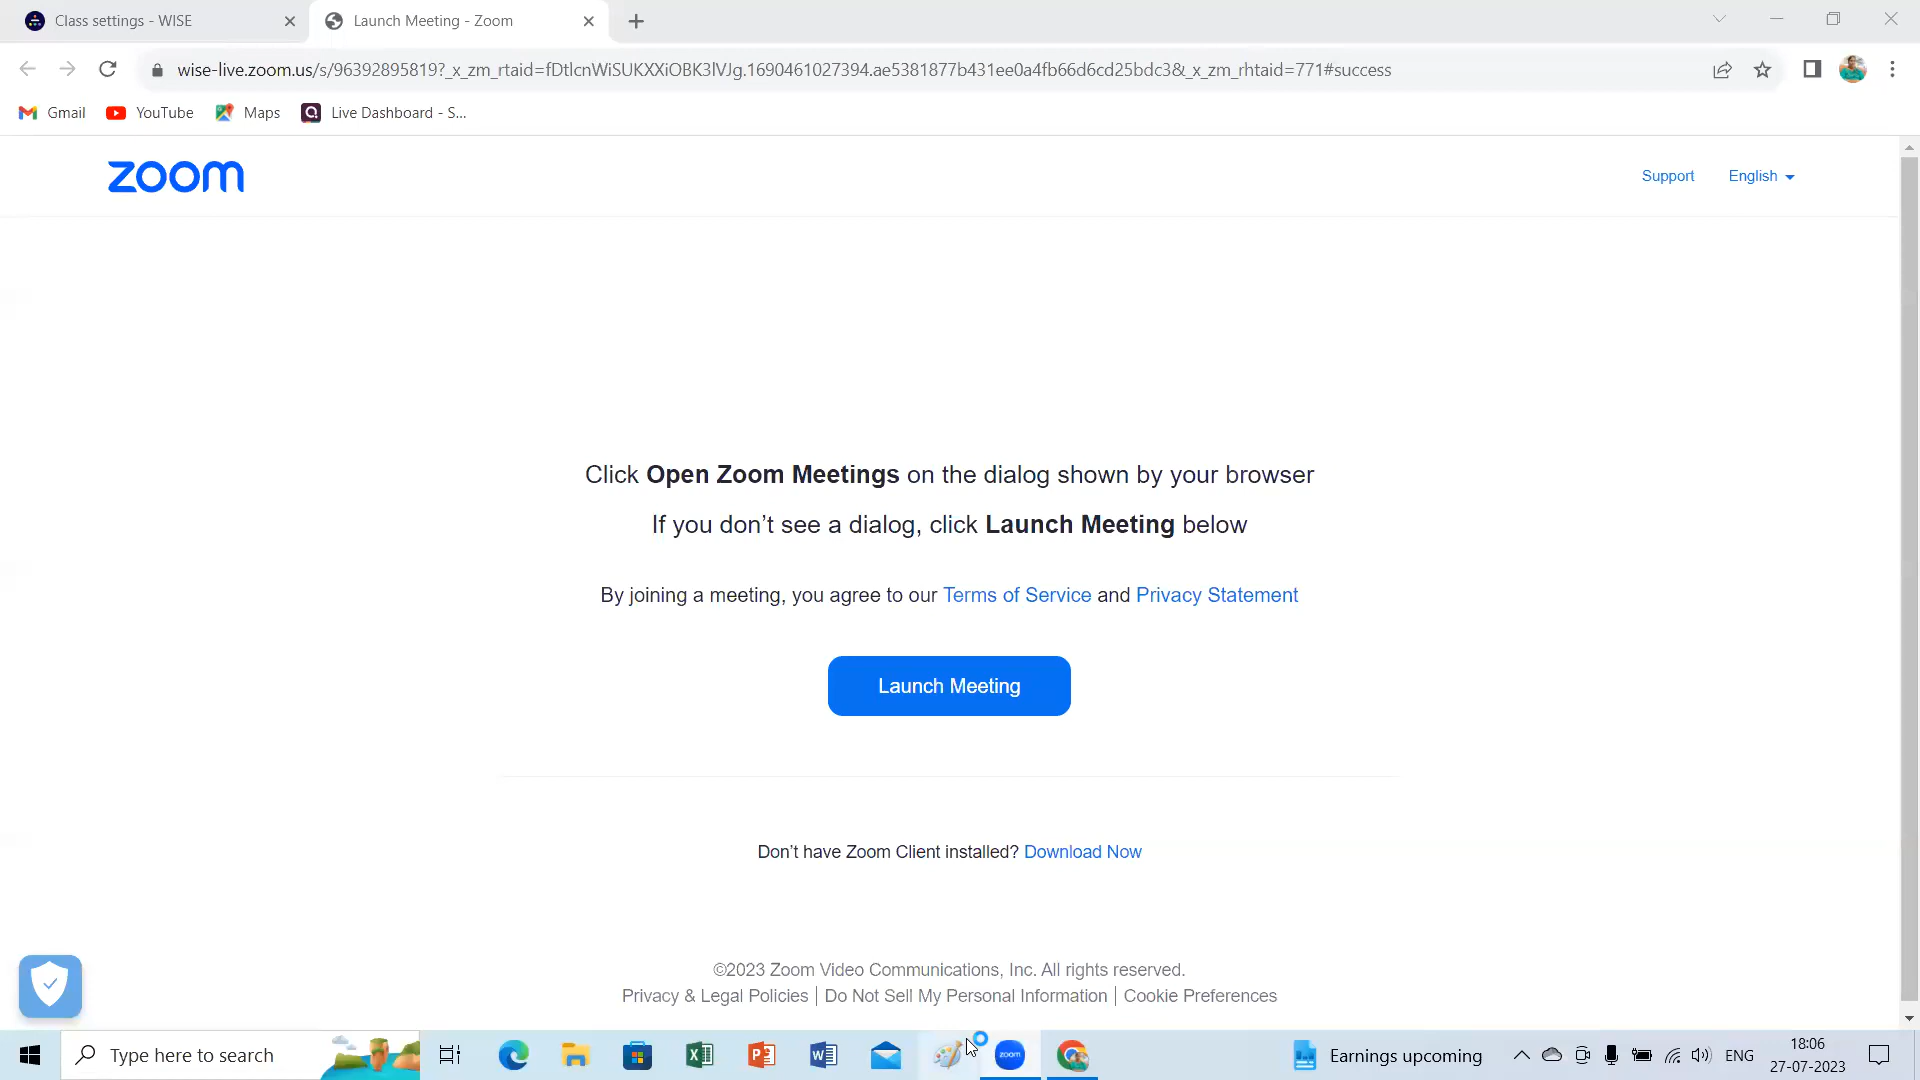 Class settings - WISE
Launch Meeting - Zoom
wise-live.zoom.us/s/96392895819?_x_zm_rtaid=fDtlcnWiSUKXXiOBK3lVJg.1690461027394.ae5381877b431ee0a4fb66d6cd25bdc3&_x_zm_rhtaid=771#success
Gmail YouTube Maps Live Dashboard - S...
zoom
Support English
Click Open Zoom Meetings on the dialog shown by your browser
If you don’t see a dialog, click Launch Meeting below
By joining a meeting, you agree to our Terms of Service and Privacy Statement
Launch Meeting
Don’t have Zoom Client installed? Download Now
©2023 Zoom Video Communications, Inc. All rights reserved.
Privacy & Legal Policies | Do Not Sell My Personal Information | Cookie Preferences
Type here to search
zoom
Earnings upcoming
ENG
18:06
27-07-2023